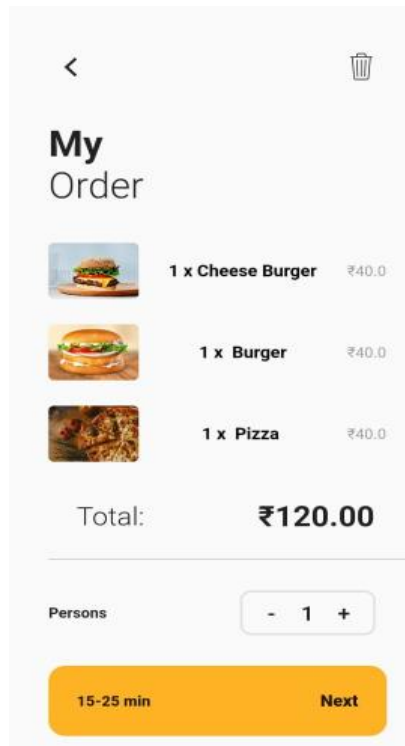 My
Order
1 x Cheese Burger ₹40.0
1 x Burger ₹40.0
1 x Pizza ₹40.0
Total: ₹120.00
Persons - 1 +
15-25 min Next